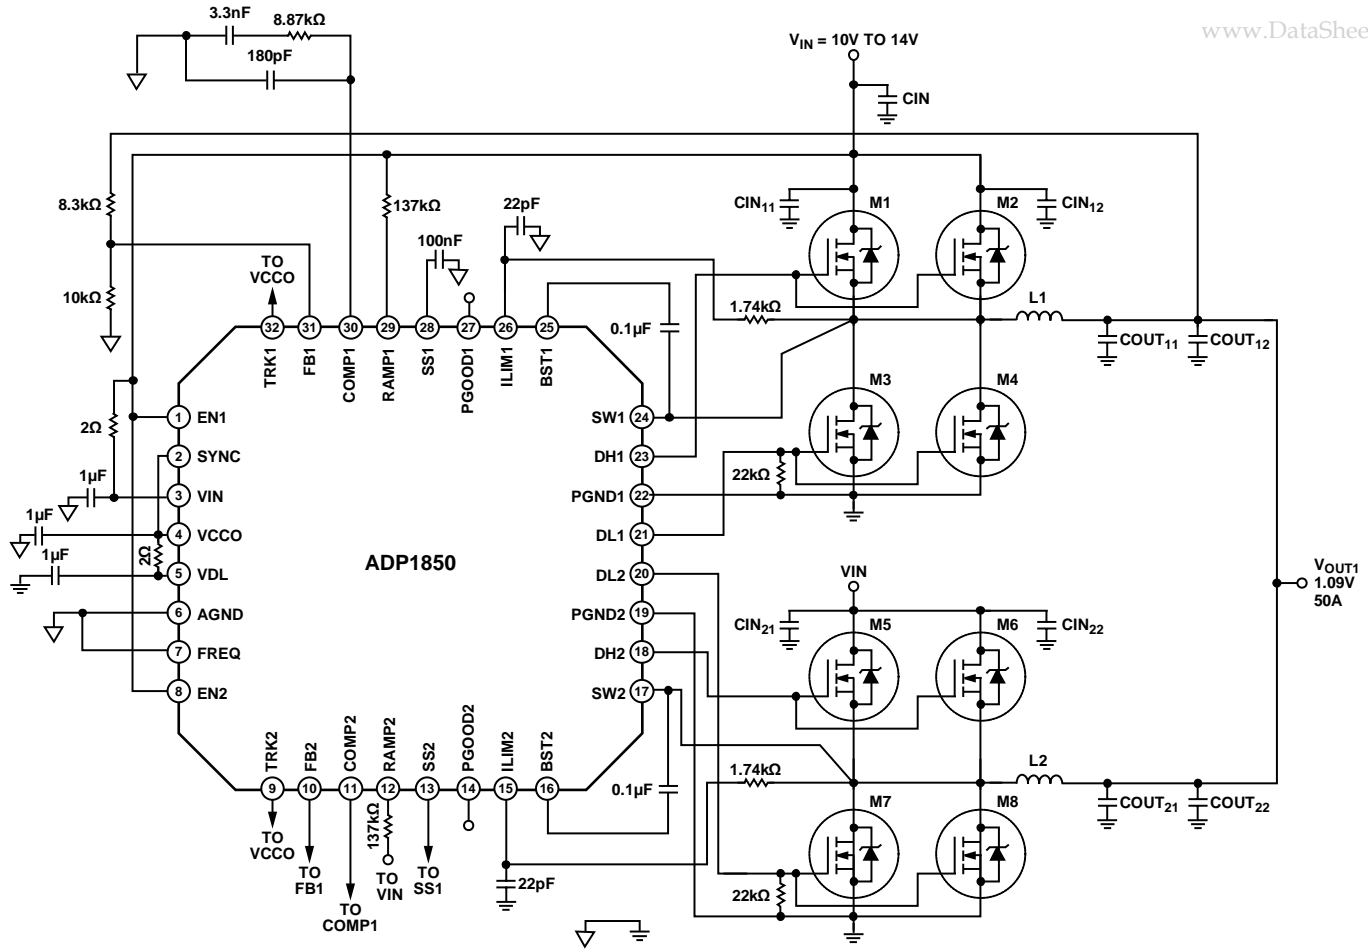 www.DataShee
3.3nF
8.87kΩ
180pF
VIN = 10V TO 14V
CIN
8.3kΩ
10kΩ
137kΩ
22pF
100nF
TO
VCCO
CIN11
M1
M2
CIN12
1.74kΩ
0.1µF
L1
COUT11
COUT12
32
31
30
29
28
27
26
25
TRK1
FB1
COMP1
RAMP1
SS1
PGOOD1
ILIM1
BST1
M3
M4
22kΩ
2Ω
1µF
1µF
1µF
2Ω
1
EN1
2
SYNC
3
VIN
4
VCCO
5
VDL
6
AGND
7
FREQ
8
EN2
ADP1850
SW1
24
DH1
23
PGND1
22
DL1
21
DL2
20
PGND2
19
DH2
18
SW2
17
VIN
CIN21
M5
M6
CIN22
VOUT1
1.09V
50A
TRK2
FB2
COMP2
RAMP2
SS2
PGOOD2
ILIM2
BST2
9
10
11
12
13
14
15
16
0.1µF
1.74kΩ
L2
COUT21
COUT22
M7
M8
22kΩ
TO
VCCO
TO
FB1
TO
COMP1
137kΩ
TO
VIN
TO
SS1
22pF